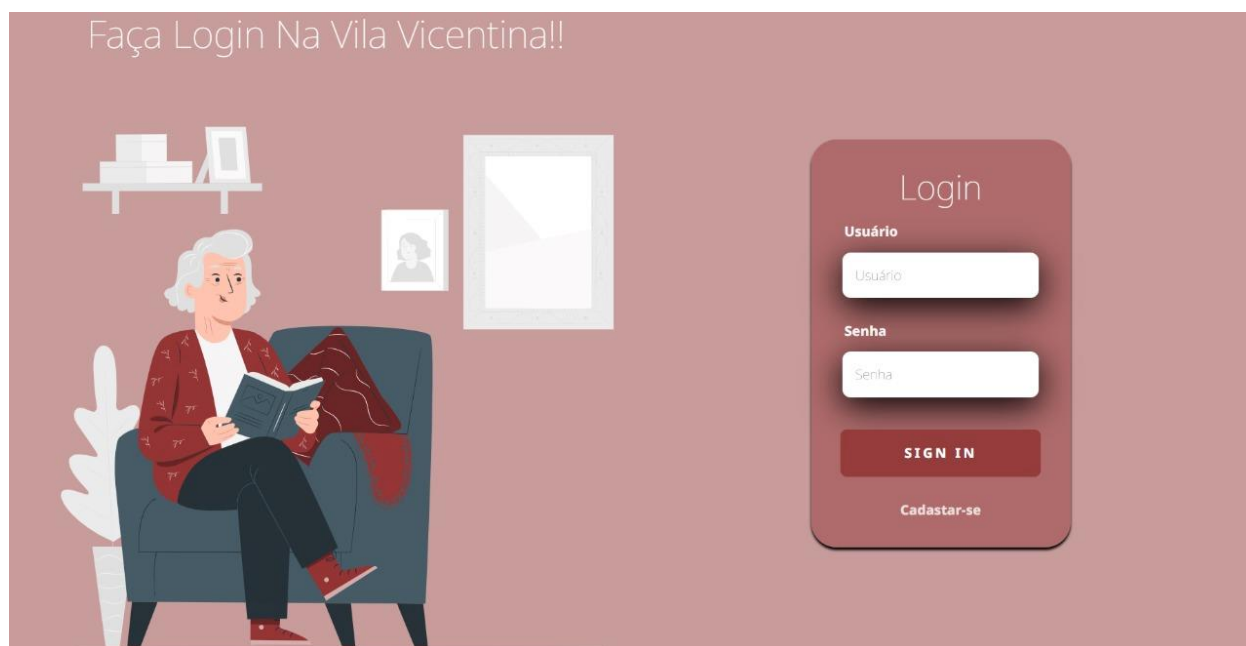 Faça Login Na Vila Vicentina!!
Login
Usuário
Usuário
Senha
Senha
SIGN IN
Cadastar-se